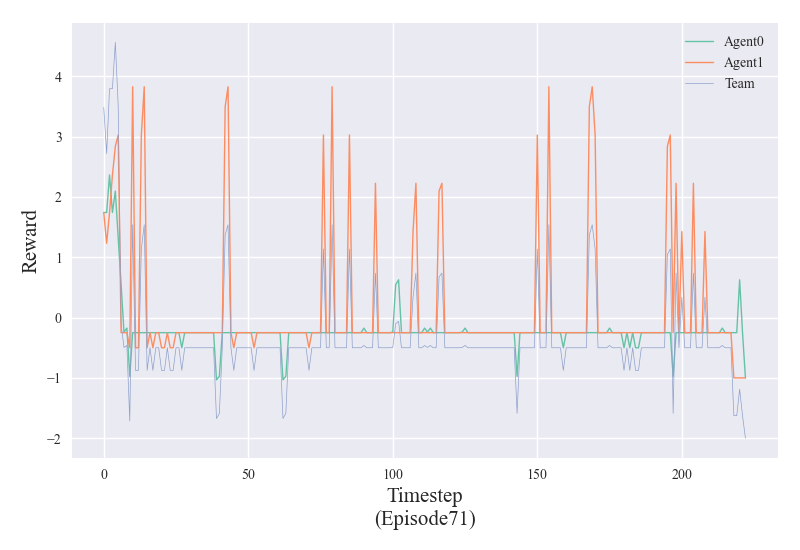 Agent0
Agent1
Team
4
3
2
1
0
−1
−2
Reward
0 50 100 150 200
Timestep
(Episode71)